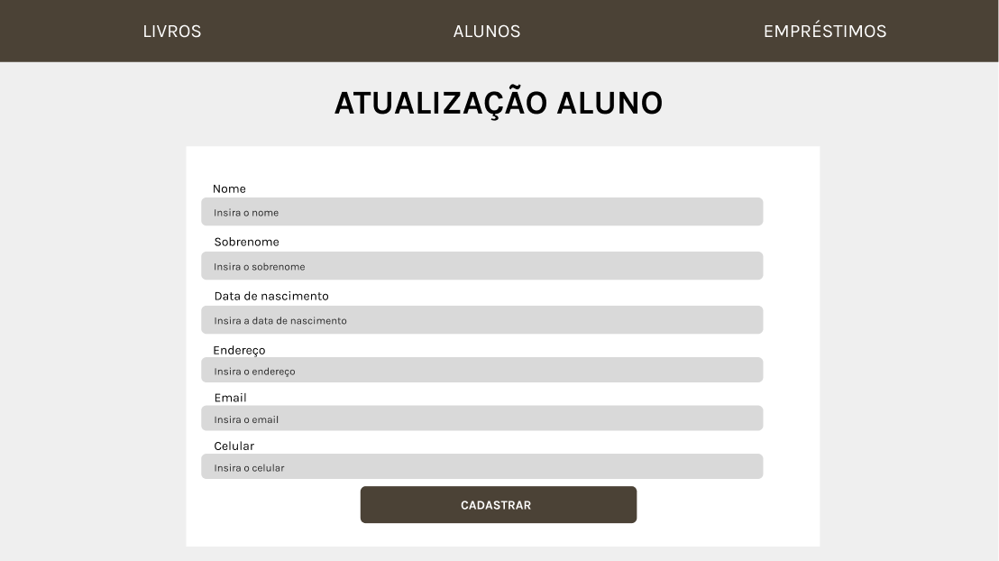 LIVROS ALUNOS EMPRÉSTIMOS
ATUALIZAÇÃO ALUNO
Nome
Insira o nome
Sobrenome
Insira o sobrenome
Data de nascimento
Insira a data de nascimento
Endereço
Insira o endereço
Email
Insira o email
Celular
Insira o celular
CADASTRAR